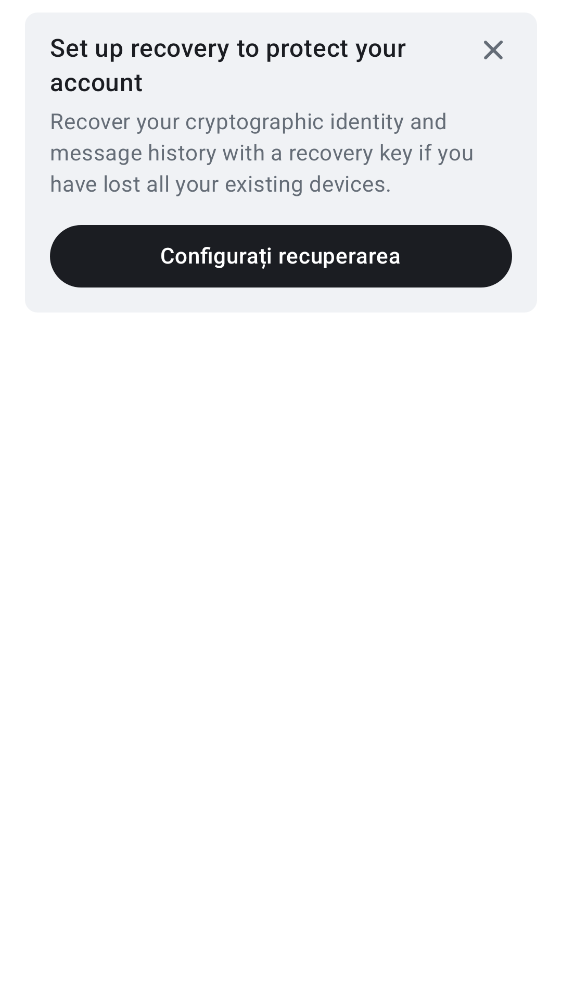 Set up recovery to protect your
account
Recover your cryptographic identity and
message history with a recovery key if you
have lost all your existing devices.
Configurați recuperarea